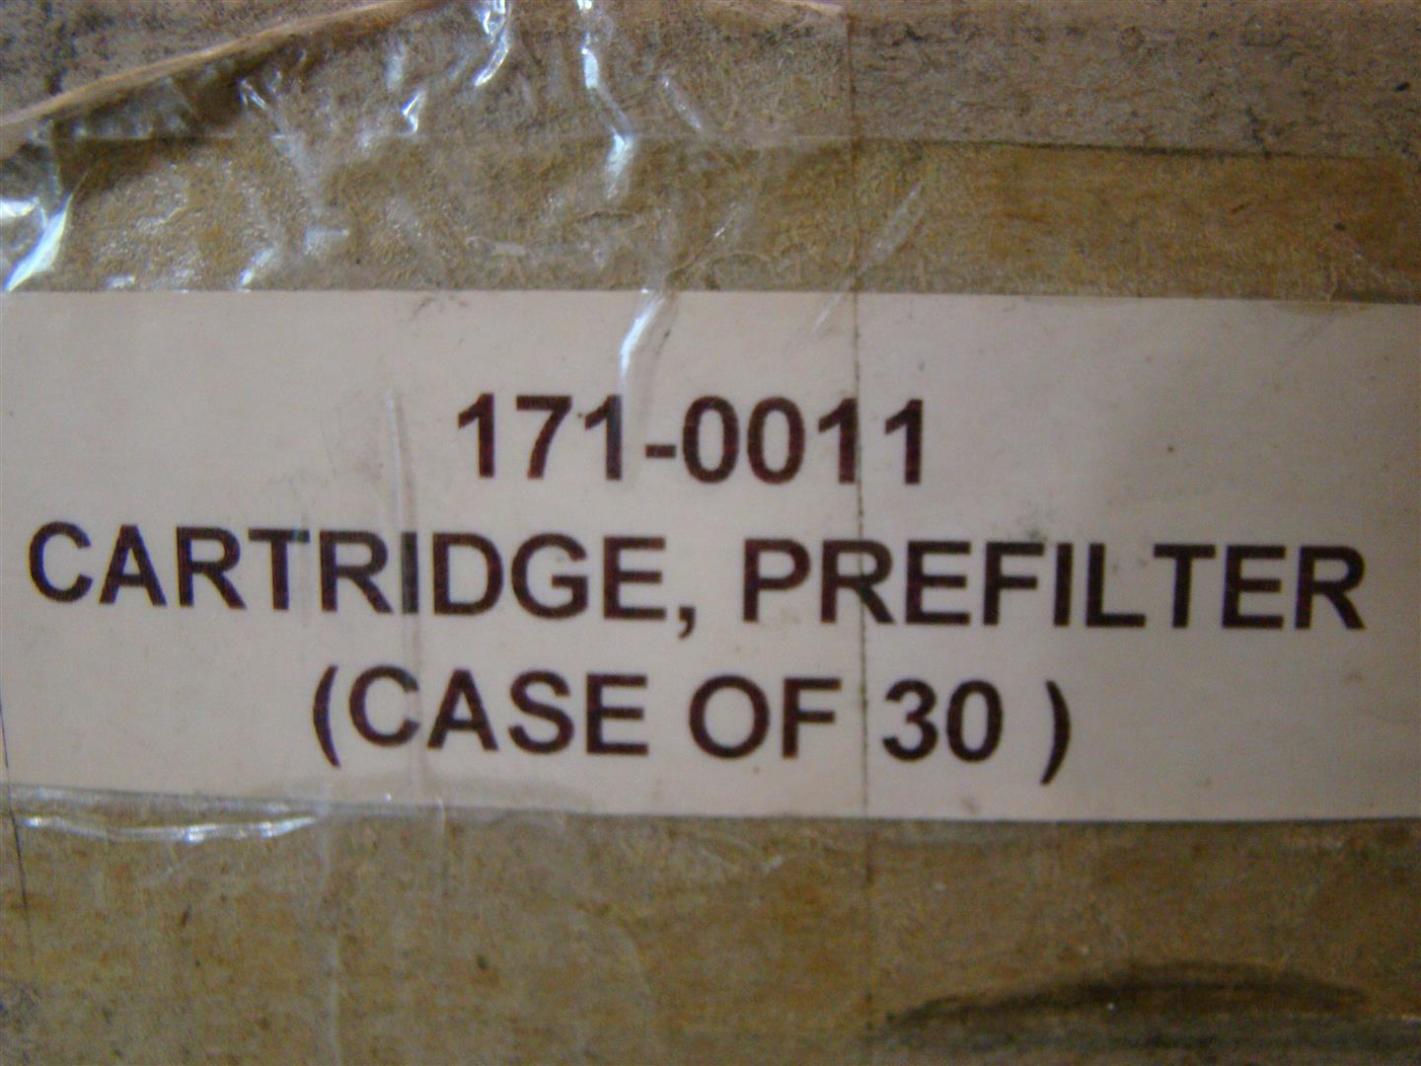 171-0011
CARTRIDGE, PREFILTER
(CASE OF 30 )